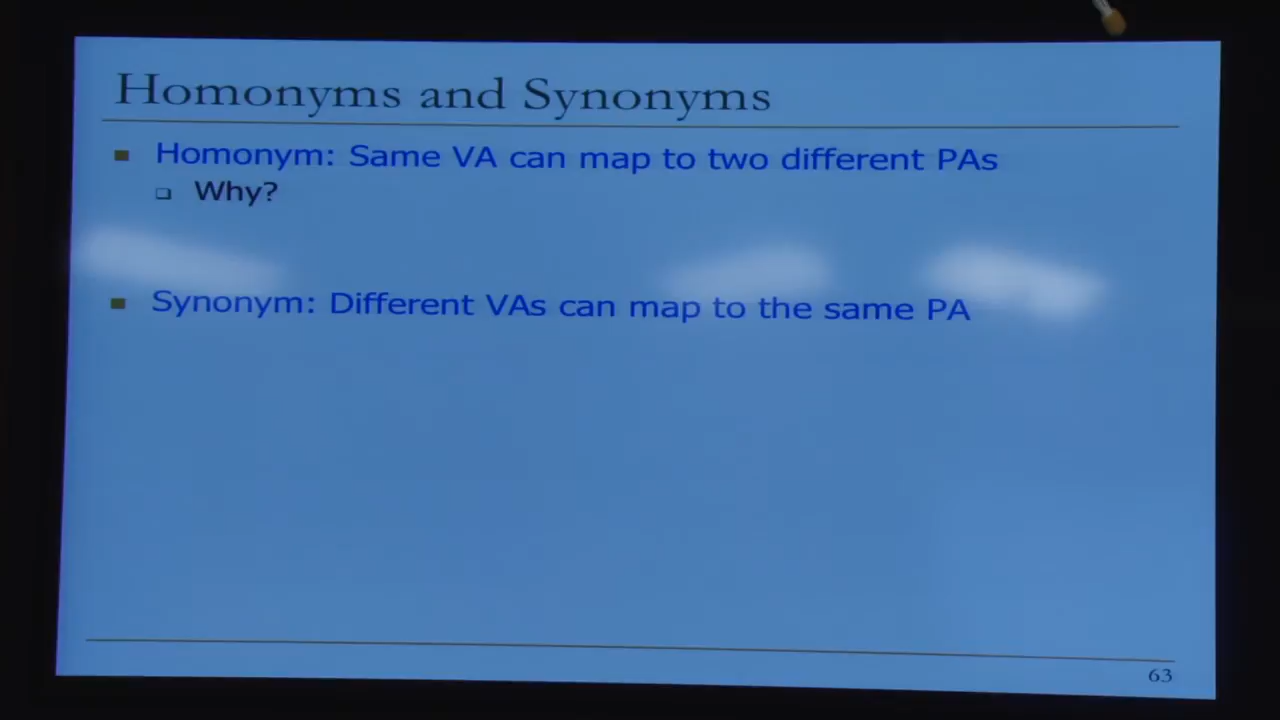 Homonyms and Synonyms
Homonym: Same VA can map to two different PAs
Why?
Synonym: Different VAs can map to the same PA
63